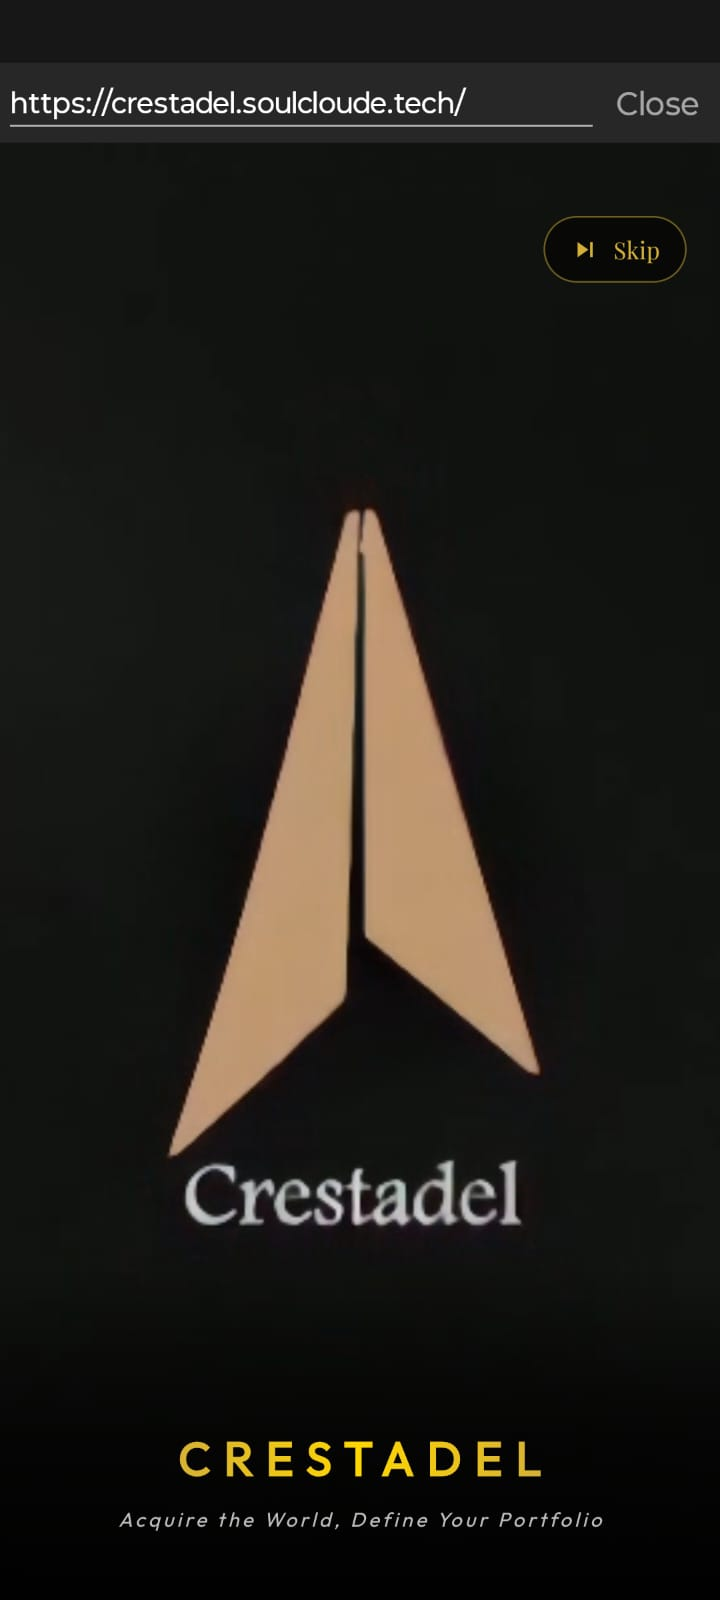 https://crestadel.soulcloude.tech/ Close
Skip
Crestadel
CRESTADEL
Acquire the World, Define Your Portfolio